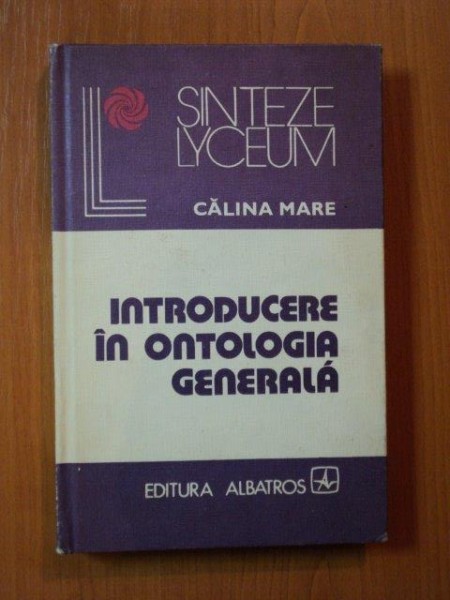 SINTEZE
LYCEUM
CĂLINA MARE
INTRODUCERE
ÎN ONTOLOGIA
GENERALĂ
EDITURA ALBATROS